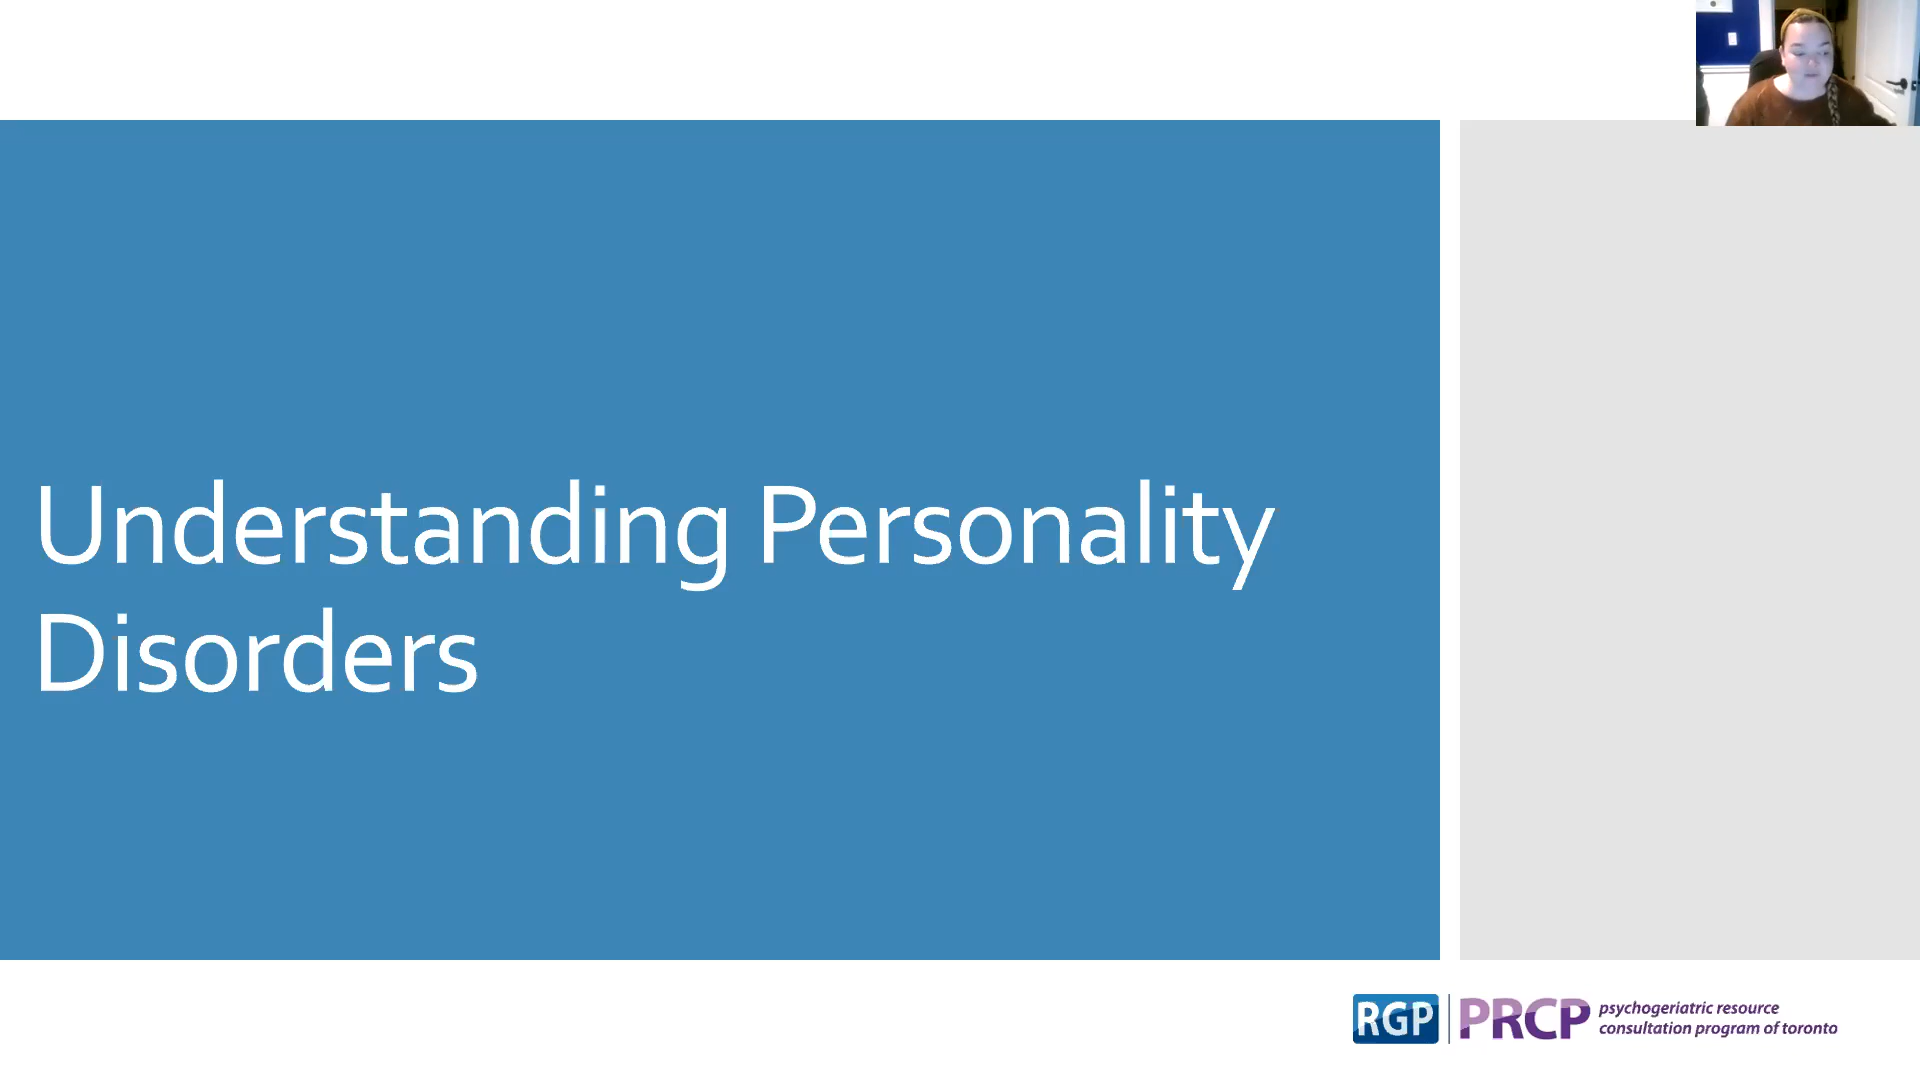 Understanding Personality
Disorders
RGP
PRCP
psychogeriatric resource
consultation program of toronto